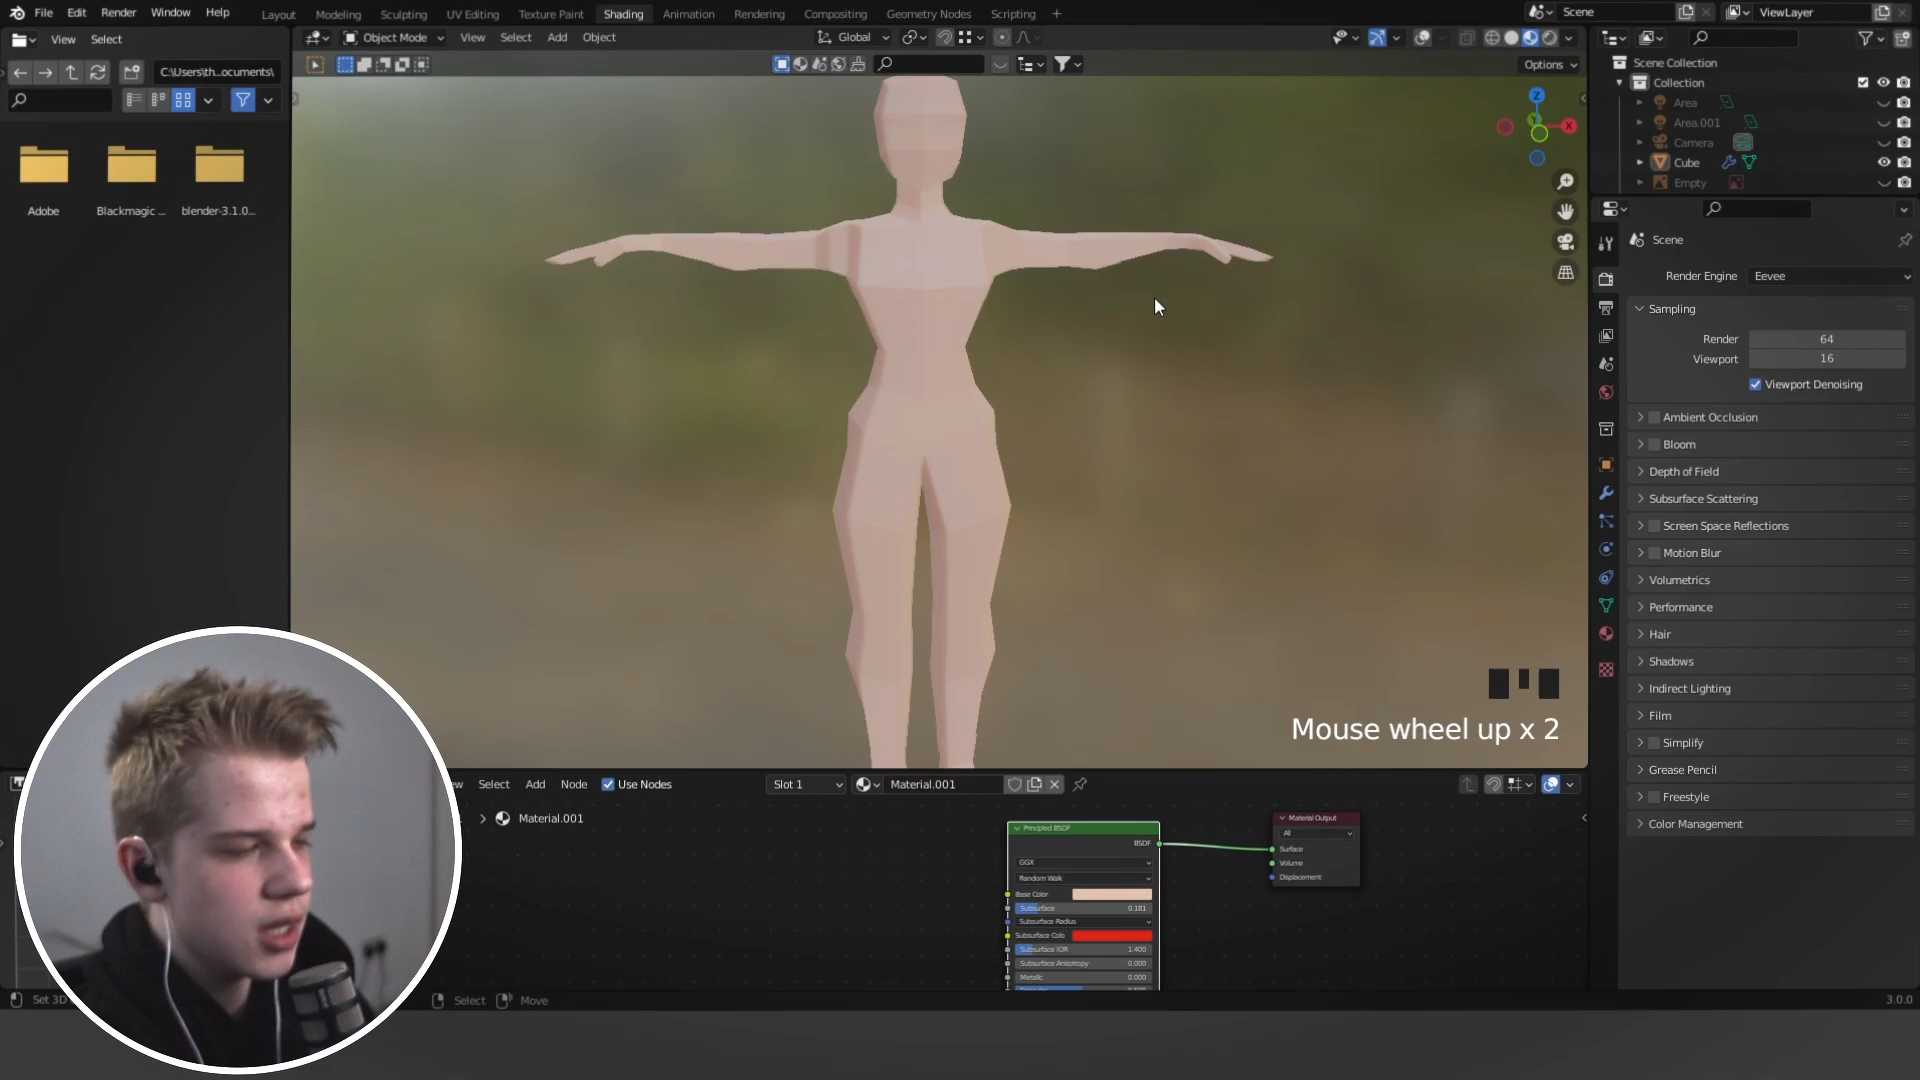 File Edit Render Window Help
Layout Modeling Sculpting UV Editing Texture Paint Shading Animation Rendering Compositing Geometry Nodes Scripting +
Scene
ViewLayer
View Select
Object Mode View Select Add Object
Global
C:\Users\th..ocuments\
Options
Adobe
Blackmagic ...
blender-3.1.0...
Z
X
Scene Collection
Collection
Area
Area.001
Camera
Cube
Empty
Scene
Render Engine Eevee
Sampling
Render 64
Viewport 16
Viewport Denoising
Ambient Occlusion
Bloom
Depth of Field
Subsurface Scattering
Screen Space Reflections
Motion Blur
Volumetrics
Performance
Hair
Shadows
Indirect Lighting
Film
Simplify
Grease Pencil
Freestyle
Color Management
Mouse wheel up x 2
ew Select Add Node Use Nodes Slot 1 Material.001
Material.001
Principled BSDF
BSDF
GGX
Random Walk
Base Color
Subsurface 0.181
Subsurface Radius
Subsurface Colo
Subsurface IOR 1.400
Subsurface Anisotropy 0.000
Metallic 0.000
Material Output
All
Surface
Volume
Displacement
Set 3D
Select
Move
3.0.0